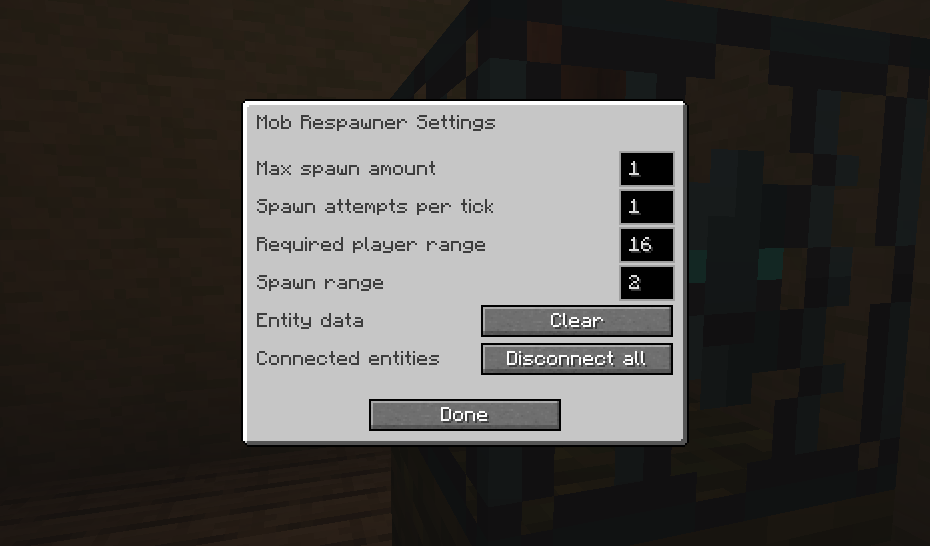 Mob Respawner Settings
Max spawn amount 1
Spawn attempts per tick 1
Required player range 16
Spawn range 2
Entity data Clear
Connected entities Disconnect all
Done